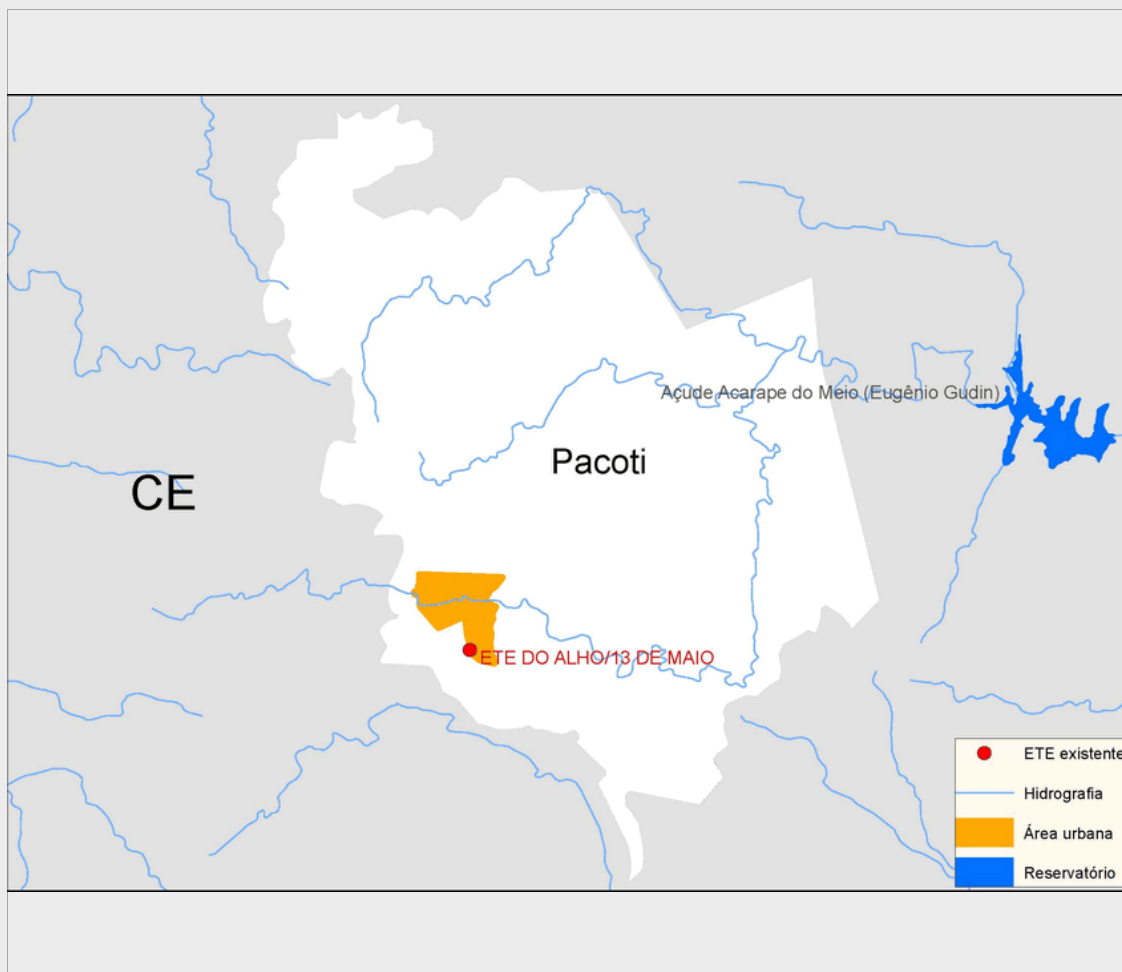 Açude Acarape do Meio (Eugênio Gudin)
Pacoti
CE
ETE DO ALHO/13 DE MAIO
ETE existente
Hidrografia
Área urbana
Reservatório